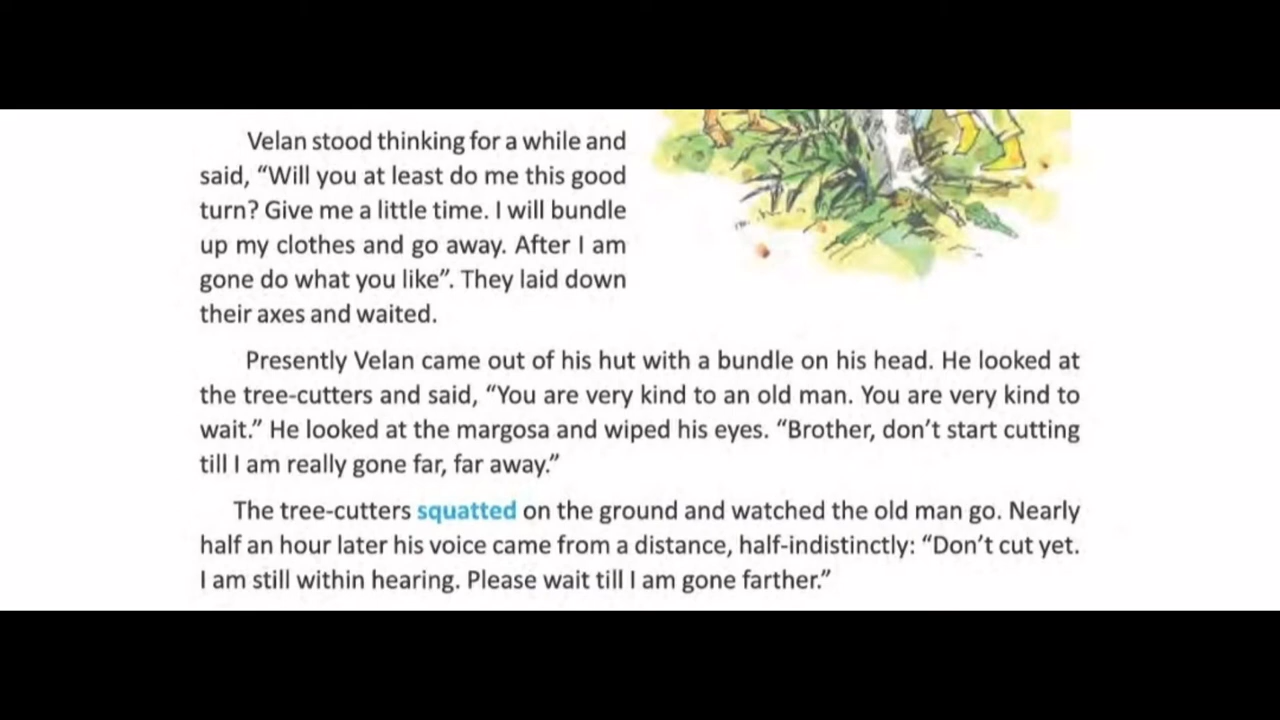 Velan stood thinking for a while and
said, “Will you at least do me this good
turn? Give me a little time. I will bundle
up my clothes and go away. After I am
gone do what you like”. They laid down
their axes and waited.
Presently Velan came out of his hut with a bundle on his head. He looked at
the tree-cutters and said, “You are very kind to an old man. You are very kind to
wait.” He looked at the margosa and wiped his eyes. “Brother, don’t start cutting
till I am really gone far, far away.”
The tree-cutters squatted on the ground and watched the old man go. Nearly
half an hour later his voice came from a distance, half-indistinctly: “Don’t cut yet.
I am still within hearing. Please wait till I am gone farther.”